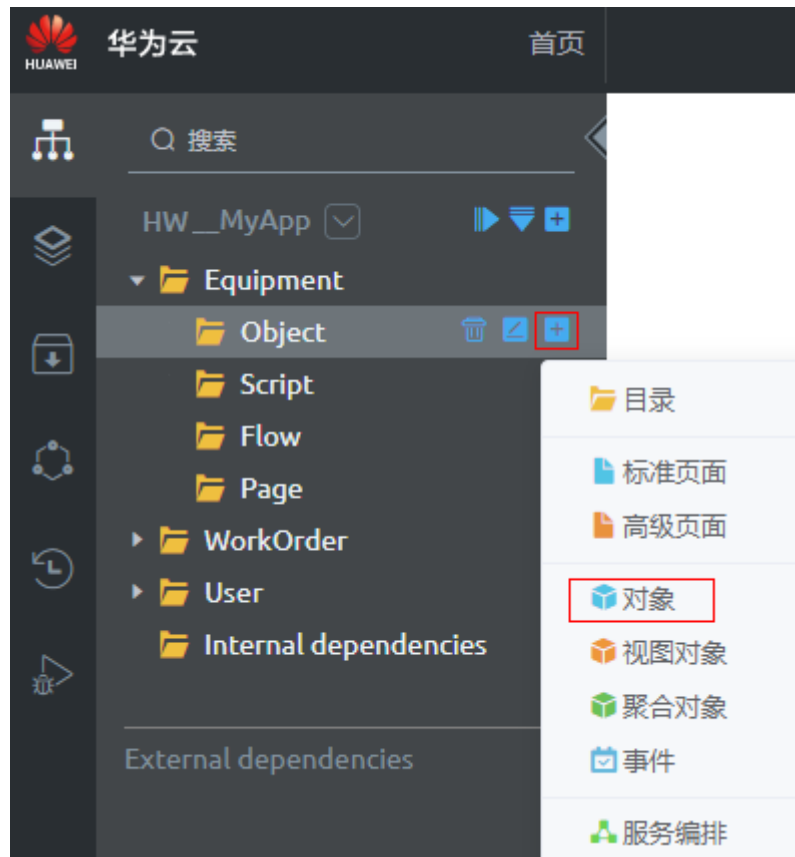 HUAWEI
华为云
首页
搜索
HW__MyApp
Equipment
Object
Script
Flow
Page
WorkOrder
User
Internal dependencies
External dependencies
目录
标准页面
高级页面
对象
视图对象
聚合对象
事件
服务编排